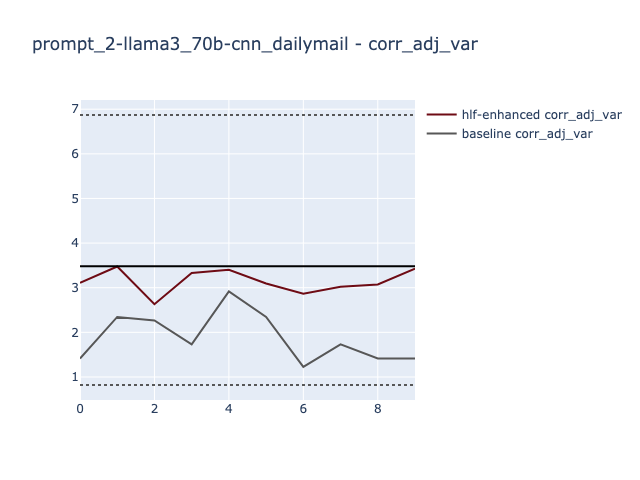 prompt_2-llama3_70b-cnn_dailymail - corr_adj_var
7
6
5
4
3
2
1
0 2 4 6 8
hlf-enhanced corr_adj_var
baseline corr_adj_var